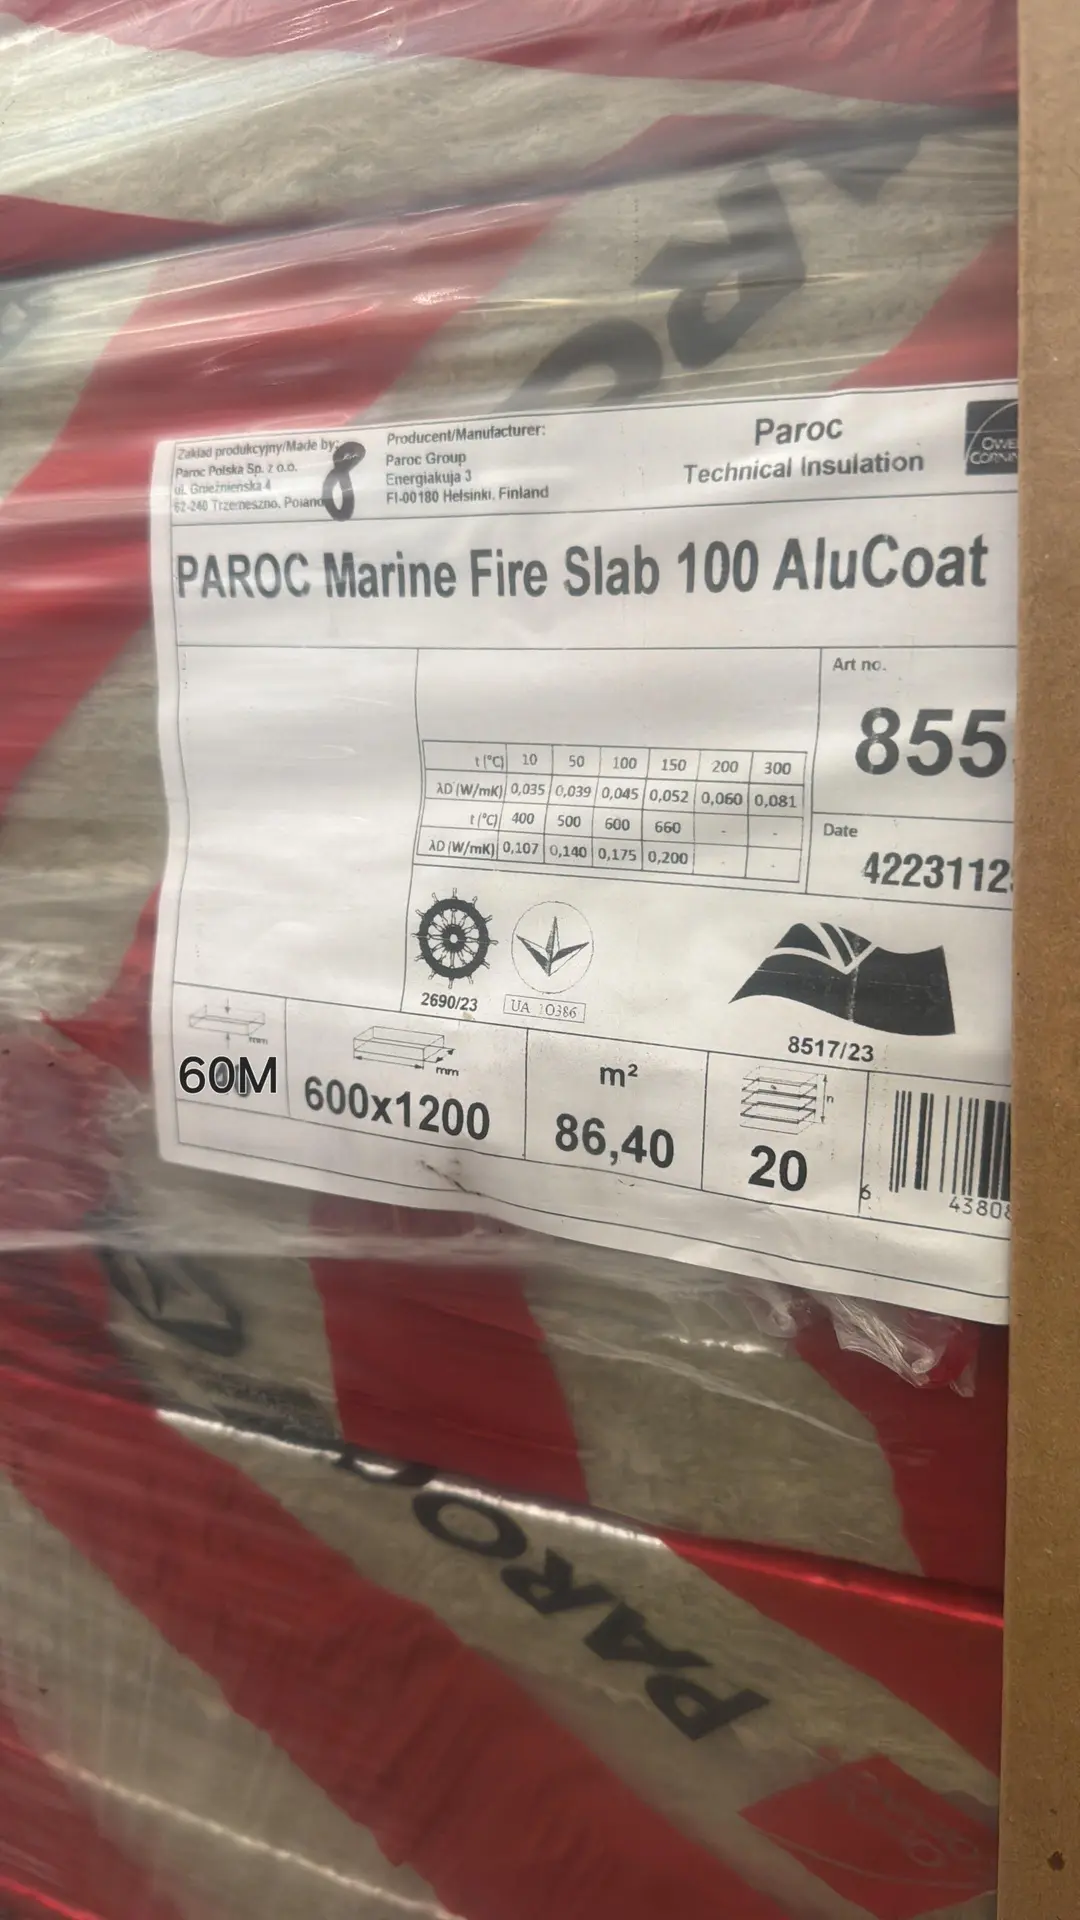 Zakład produkcyjny/Made by:
Paroc Polska Sp. z o.o.
ul. Gnieźnieńska 4
62-240 Trzemeszno, Poland
8
Producent/Manufacturer:
Paroc Group
Energiakuja 3
FI-00180 Helsinki, Finland
Paroc
Technical Insulation
PAROC Marine Fire Slab 100 AluCoat
Art no.
855
t (°C) 10 50 100 150 200 300
λD (W/mK) 0,035 0,039 0,045 0,052 0,060 0,081
t (°C) 400 500 600 660 - -
λD (W/mK) 0,107 0,140 0,175 0,200 - -
Date
4223112
2690/23
UA 10386
8517/23
mm
60M
mm
600x1200
m²
86,40
n
20
6
4380
PAROC